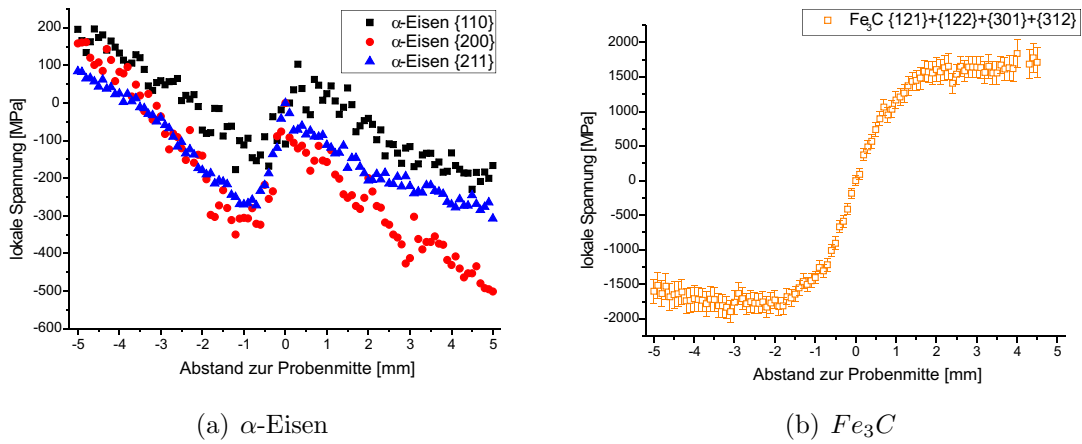 α-Eisen {110}
α-Eisen {200}
α-Eisen {211}
200
100
0
-100
-200
-300
-400
-500
-600
lokale Spannung [MPa]
-5 -4 -3 -2 -1 0 1 2 3 4 5
Abstand zur Probenmitte [mm]
(a) α-Eisen
Fe3C {121}+{122}+{301}+{312}
2000
1500
1000
500
0
-500
-1000
-1500
-2000
lokale Spannung [MPa]
-5 -4 -3 -2 -1 0 1 2 3 4 5
Abstand zur Probenmitte [mm]
(b) Fe3C